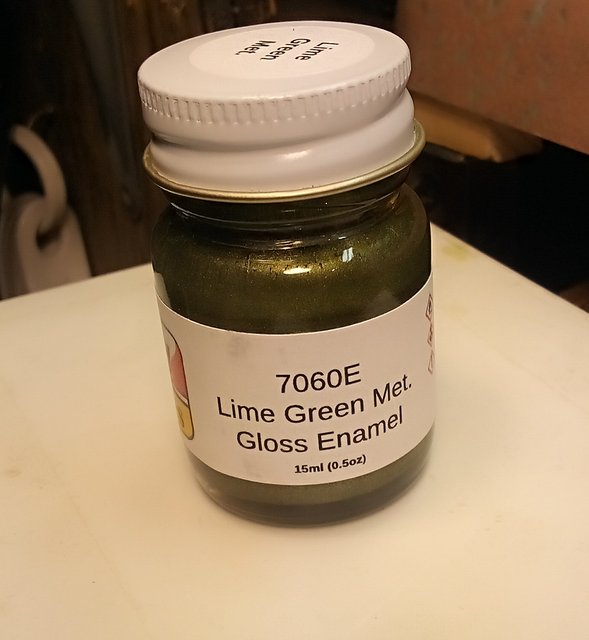 Lime
Green
Met.
7060E
Lime Green Met.
Gloss Enamel
15ml (0.5oz)